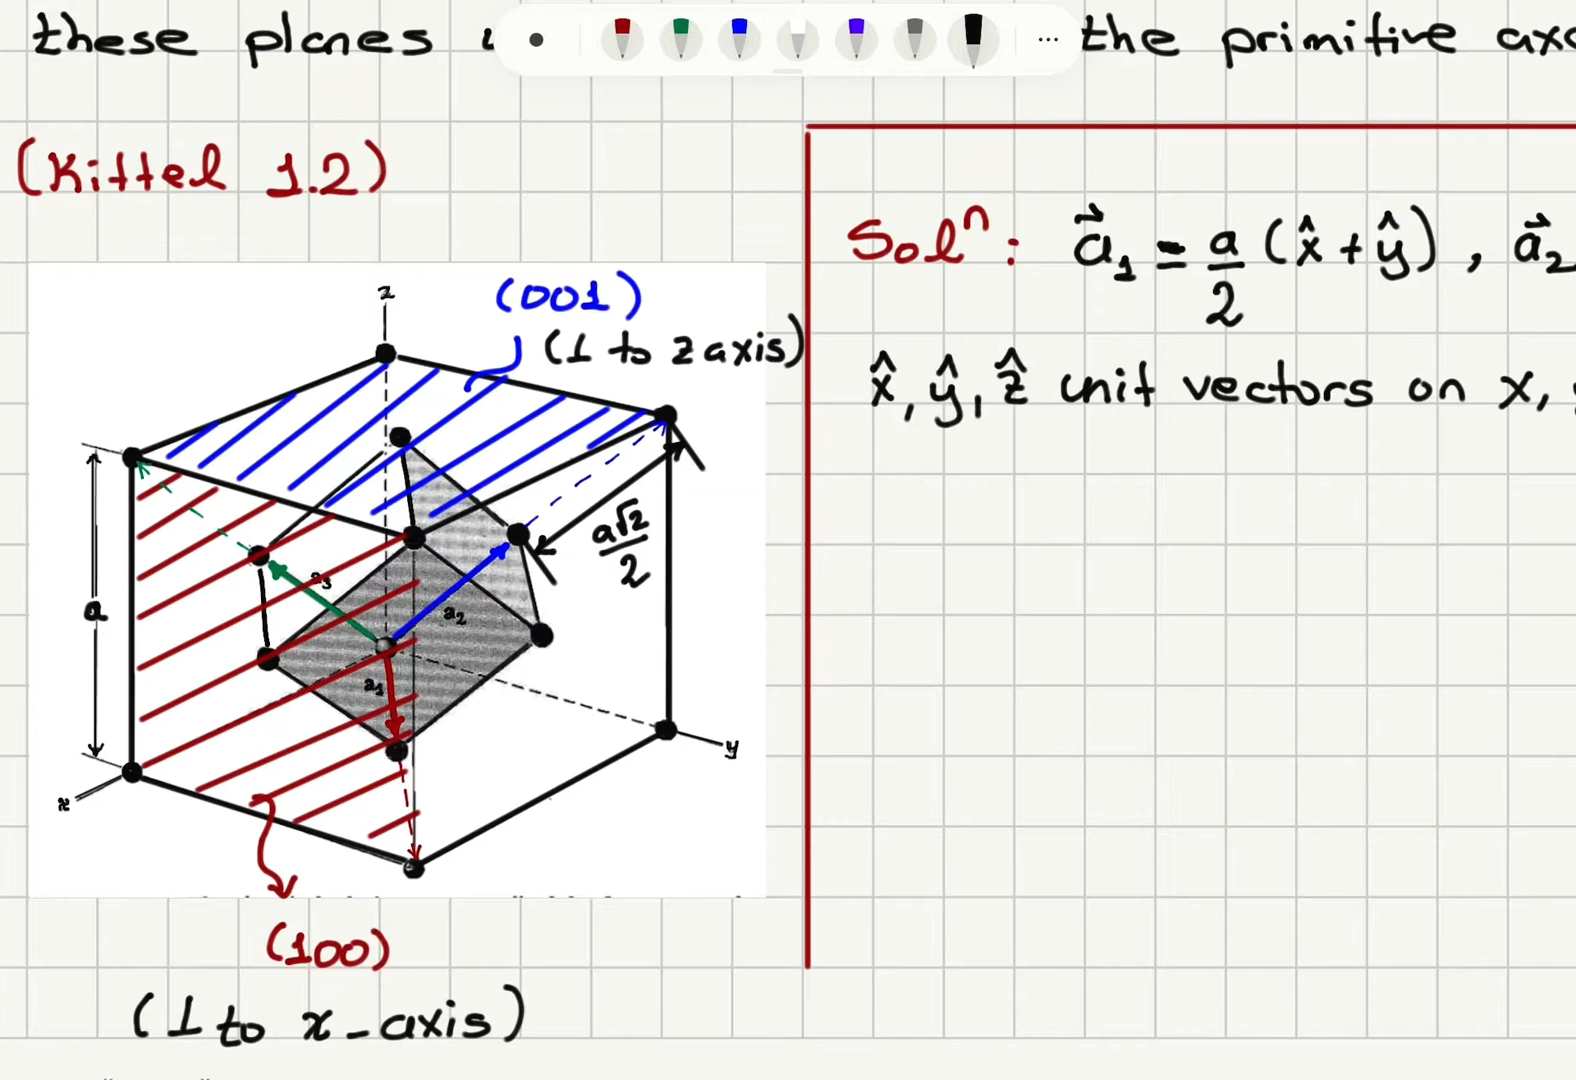 these planes the primitive
(Kittel 1.2)
Solⁿ: a⃗₁ = a/2 (x̂ + ŷ), a⃗₂
x̂, ŷ, ẑ unit vectors on x,
z
(001)
(⊥ to z axis)
a√2/2
a₃
a₂
a
a₁
y
x
(100)
(⊥ to x-axis)